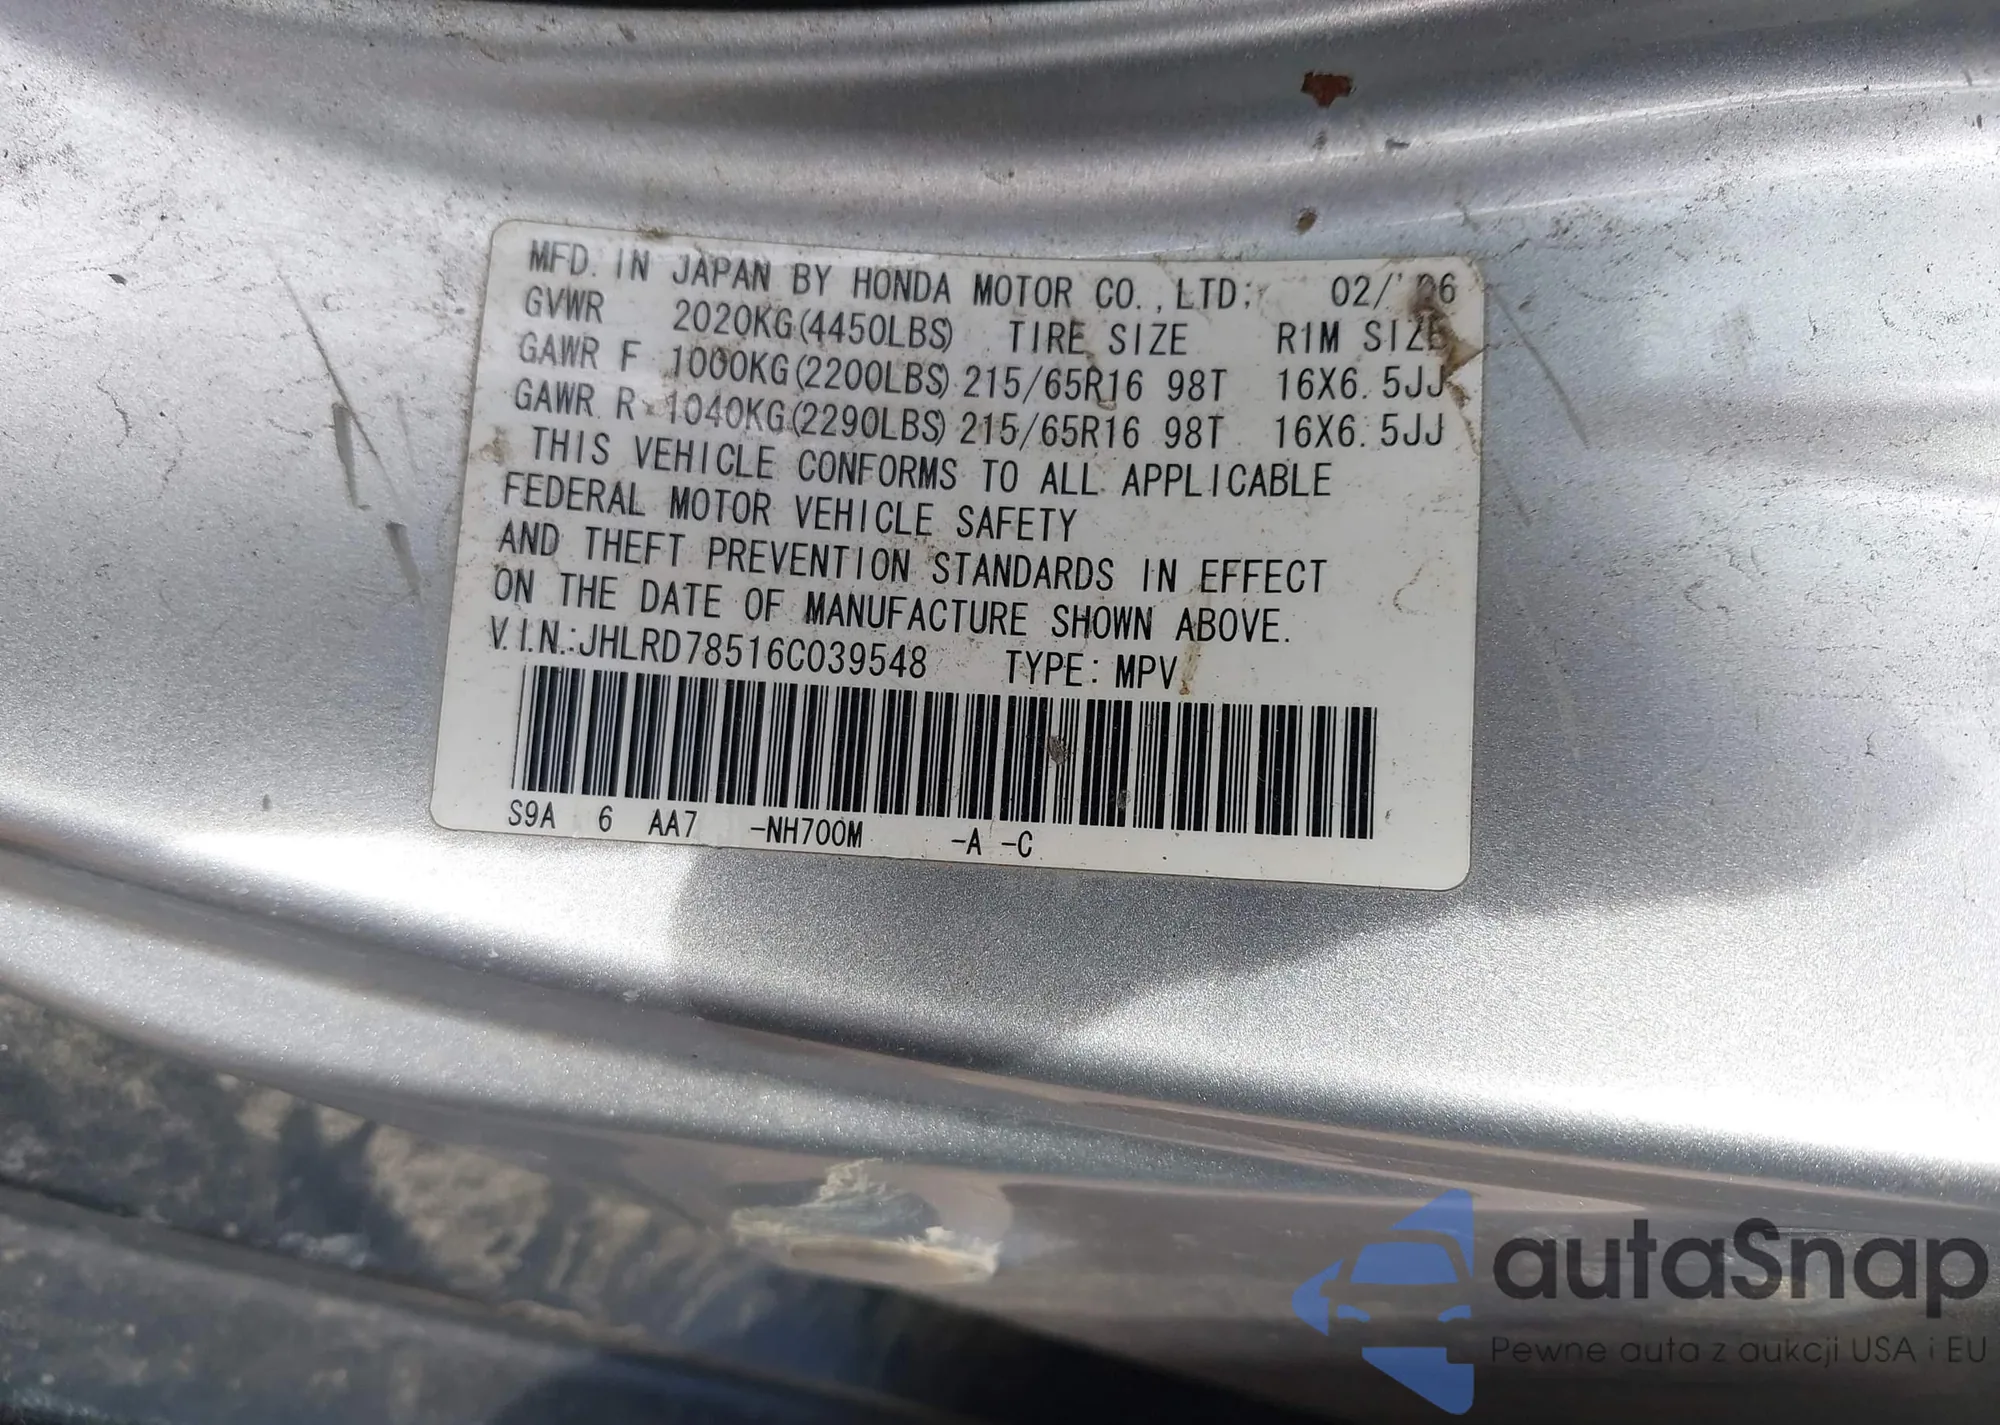 MFD. IN JAPAN BY HONDA MOTOR CO.,LTD; 02/'06
GVWR 2020KG(4450LBS) TIRE SIZE RIM SIZE
GAWR F 1000KG(2200LBS) 215/65R16 98T 16X6.5JJ
GAWR R 1040KG(2290LBS) 215/65R16 98T 16X6.5JJ
THIS VEHICLE CONFORMS TO ALL APPLICABLE
FEDERAL MOTOR VEHICLE SAFETY
AND THEFT PREVENTION STANDARDS IN EFFECT
ON THE DATE OF MANUFACTURE SHOWN ABOVE.
V.I.N.:JHLRD78516C039548 TYPE: MPV
S9A 6 AA7 -NH700M -A -C
autaSnap
Pewne auta z aukcji USA i EU